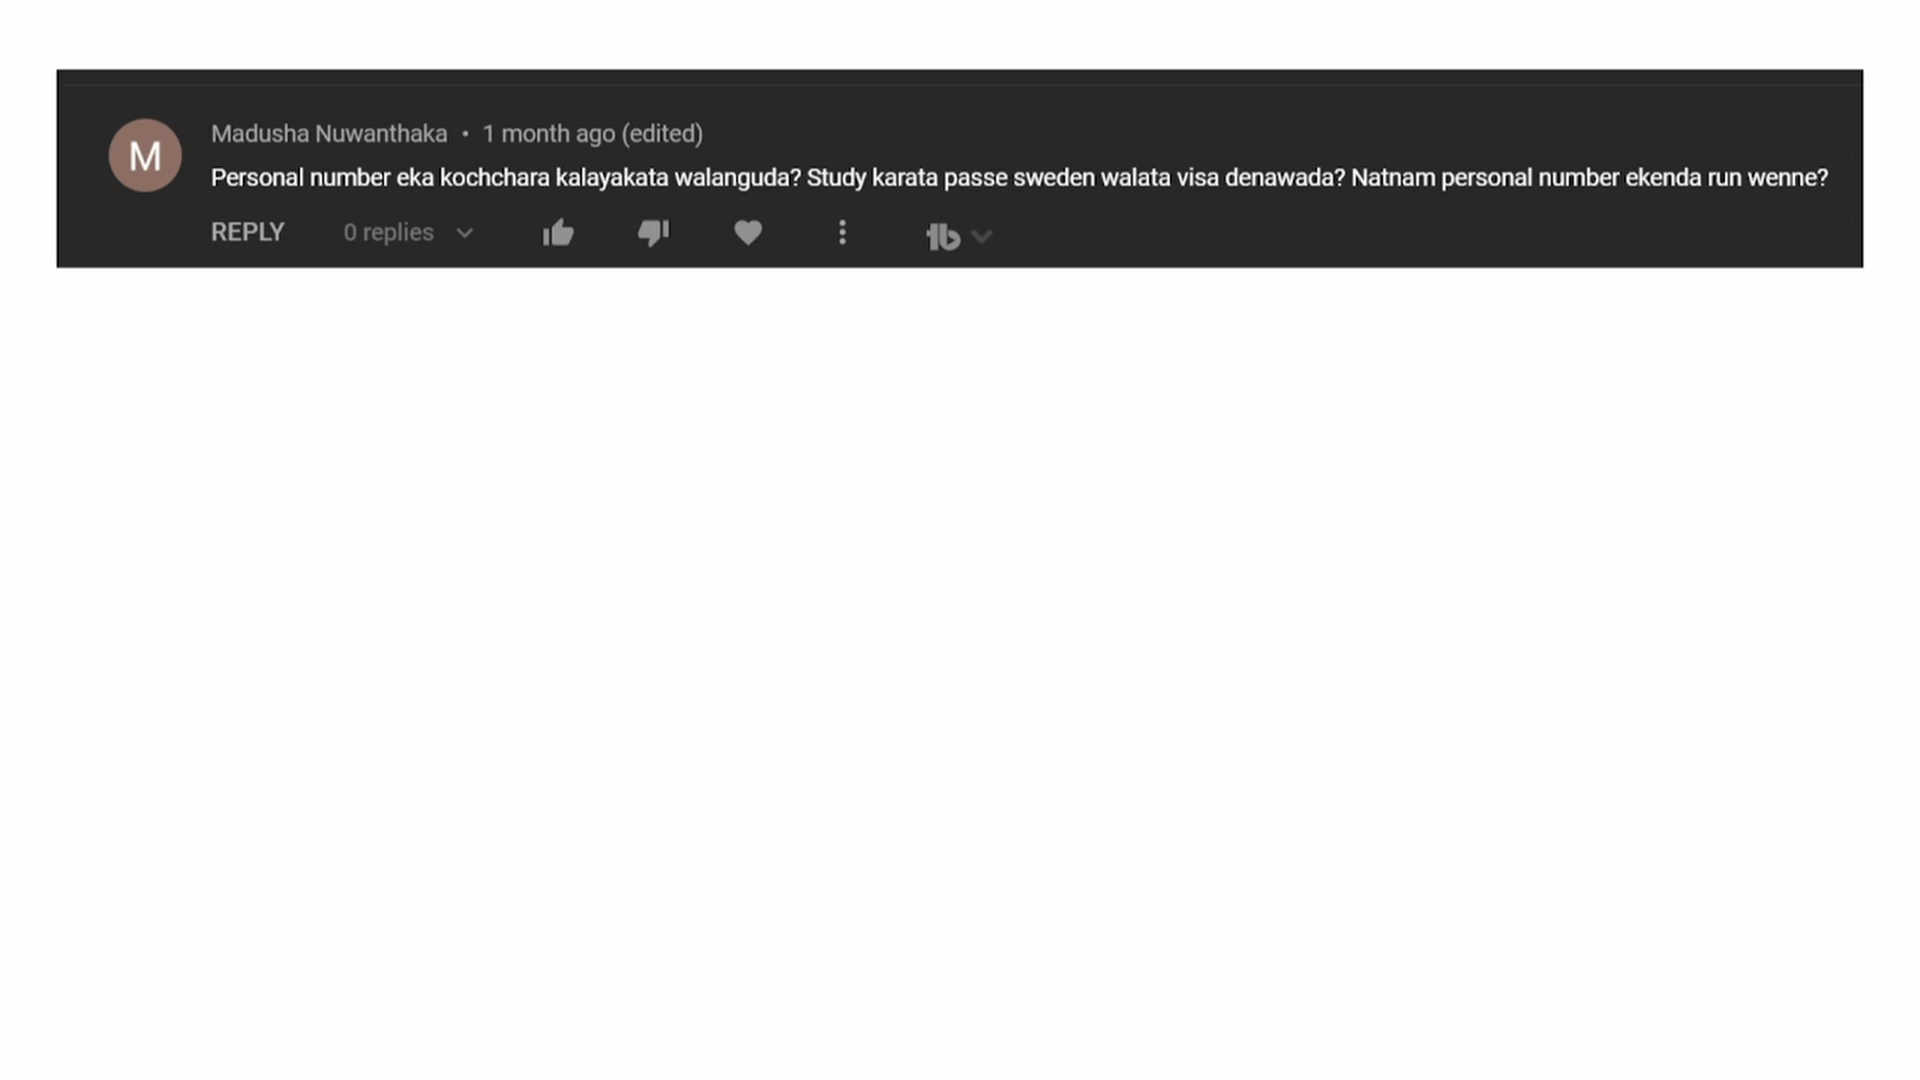 M
Madusha Nuwanthaka • 1 month ago (edited)
Personal number eka kochchara kalayakata walanguda? Study karata passe sweden walata visa denawada? Natnam personal number ekenda run wenne?
REPLY 0 replies